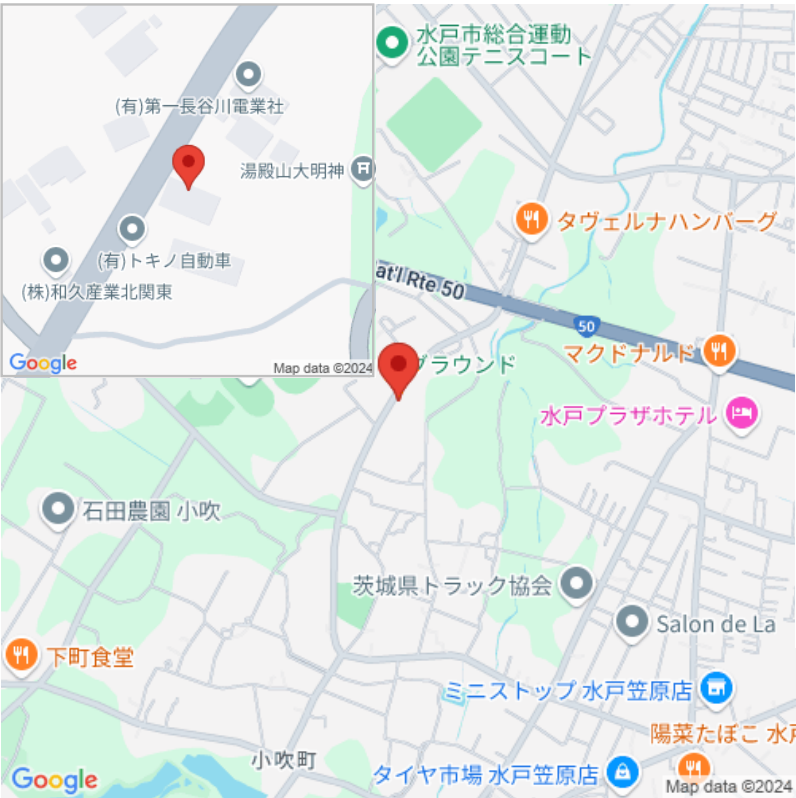 (有)第一長谷川電業社
湯殿山大明神
(有)トキノ自動車
(株)和久産業北関東
Google
Map data ©2024
水戸市総合運動
公園テニスコート
タヴェルナハンバーグ
at'l Rte 50
50
マクドナルド
グラウンド
水戸プラザホテル
石田農園 小吹
茨城県トラック協会
Salon de La
下町食堂
ミニストップ 水戸笠原店
陽菜たばこ 水戸
小吹町
タイヤ市場 水戸笠原店
Google
Map data ©2024